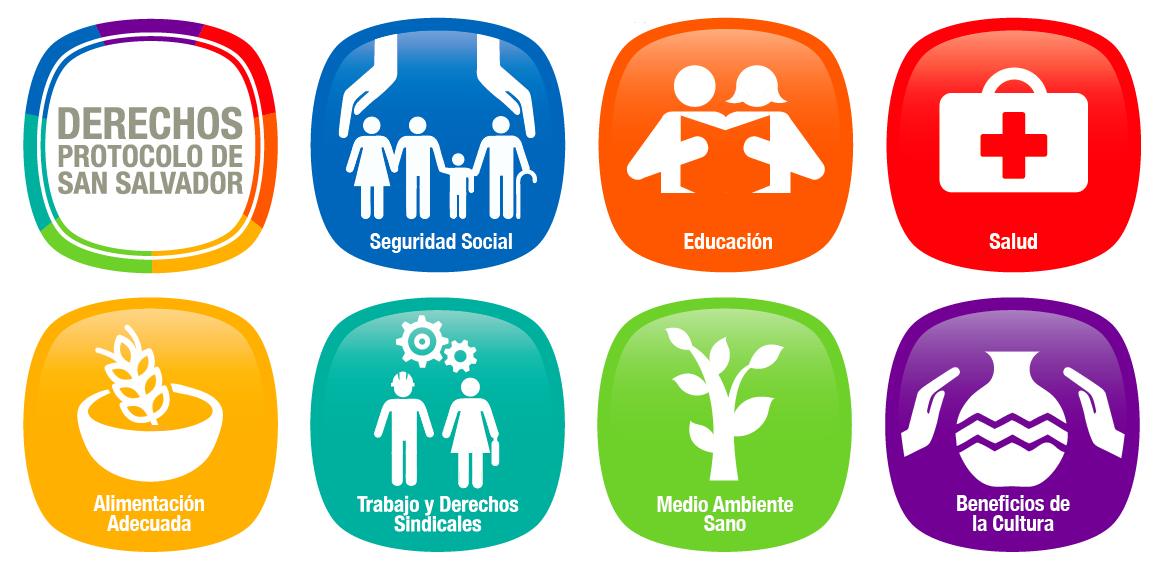 DERECHOS
PROTOCOLO DE
SAN SALVADOR
Seguridad Social
Educación
Salud
Alimentación
Adecuada
Trabajo y Derechos
Sindicales
Medio Ambiente
Sano
Beneficios de
la Cultura